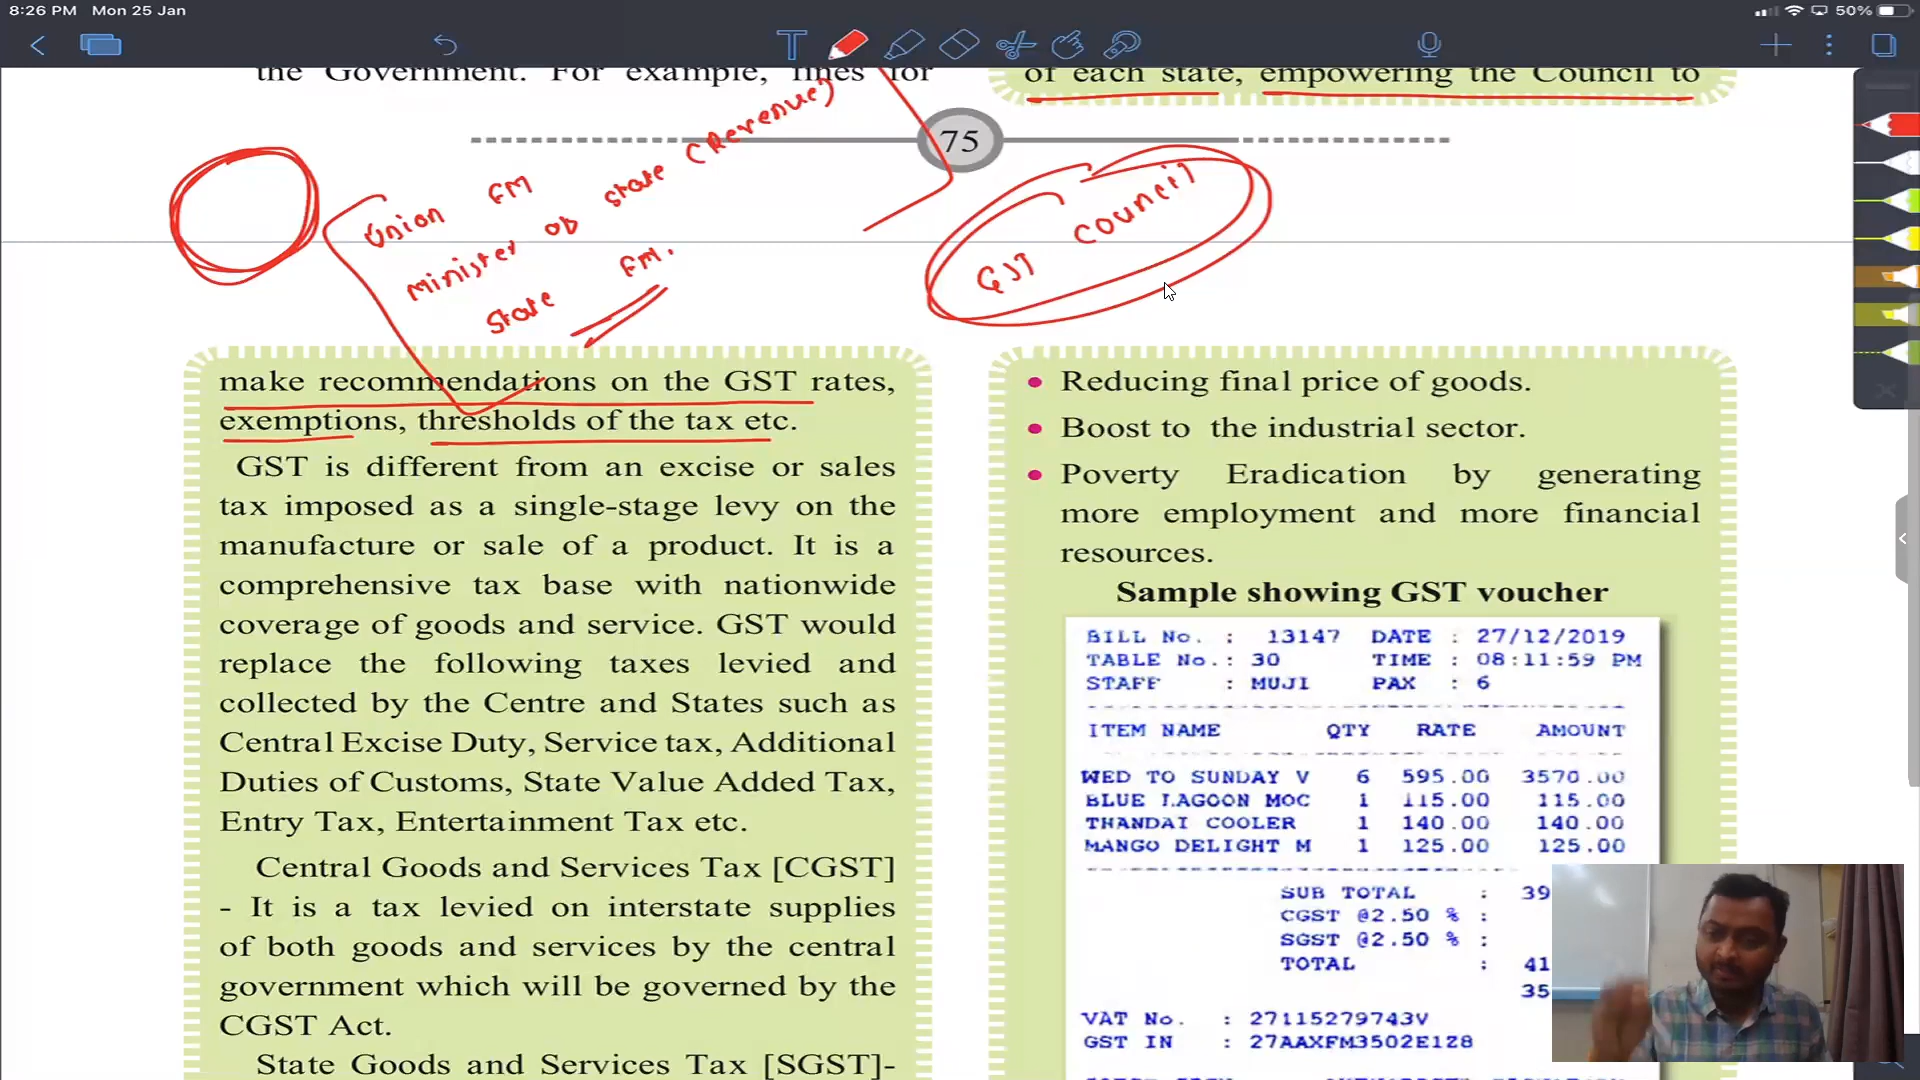 8:26 PM Mon 25 Jan
50%
the Government. For example, fines for
of each state, empowering the Council to
75
Union FM
Minister of state (Revenue)
State FM.
GST Council
make recommendations on the GST rates,
exemptions, thresholds of the tax etc.
GST is different from an excise or sales
tax imposed as a single-stage levy on the
manufacture or sale of a product. It is a
comprehensive tax base with nationwide
coverage of goods and service. GST would
replace the following taxes levied and
collected by the Centre and States such as
Central Excise Duty, Service tax, Additional
Duties of Customs, State Value Added Tax,
Entry Tax, Entertainment Tax etc.
Central Goods and Services Tax [CGST]
- It is a tax levied on interstate supplies
of both goods and services by the central
government which will be governed by the
CGST Act.
State Goods and Services Tax [SGST]-
• Reducing final price of goods.
• Boost to the industrial sector.
• Poverty Eradication by generating
more employment and more financial
resources.
Sample showing GST voucher
BILL No. : 13147 DATE : 27/12/2019
TABLE No.: 30 TIME : 08:11:59 PM
STAFF : MUJI PAX : 6
ITEM NAME QTY RATE AMOUNT
WED TO SUNDAY V 6 595.00 3570.00
BLUE LAGOON MOC 1 115.00 115.00
THANDAI COOLER 1 140.00 140.00
MANGO DELIGHT M 1 125.00 125.00
SUB TOTAL : 39
CGST @2.50 % :
SGST @2.50 % :
TOTAL : 41
35
VAT No. : 27115279743V
GST IN : 27AAXFM3502E1Z8